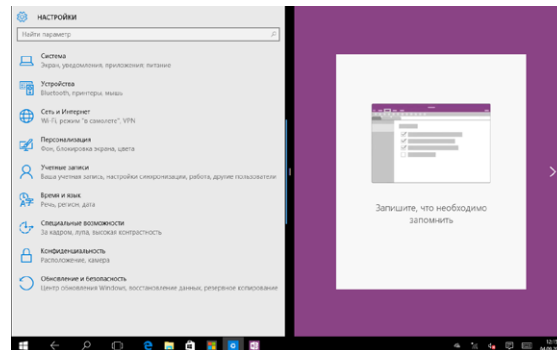 НАСТРОЙКИ
Найти параметр
Система
Экран, уведомления, приложения, питание
Устройства
Bluetooth, принтеры, мышь
Сеть и Интернет
Wi-Fi, режим "в самолете", VPN
Персонализация
Фон, блокировка экрана, цвета
Учетные записи
Ваша учетная запись, настройки синхронизации, работа, другие пользователи
Время и язык
Речь, регион, дата
Специальные возможности
За кадром, лупа, высокая контрастность
Конфиденциальность
Расположение, камера
Обновление и безопасность
Центр обновления Windows, восстановление данных, резервное копирование
Запишите, что необходимо
запомнить